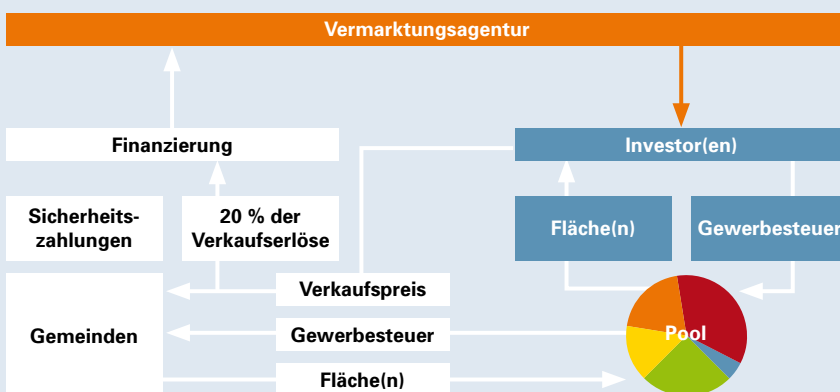 Vermarktungsagentur
Finanzierung
Investor(en)
Sicherheits-
zahlungen
20 % der
Verkaufserlöse
Fläche(n)
Gewerbesteuer
Verkaufspreis
Gemeinden
Gewerbesteuer
Pool
Fläche(n)